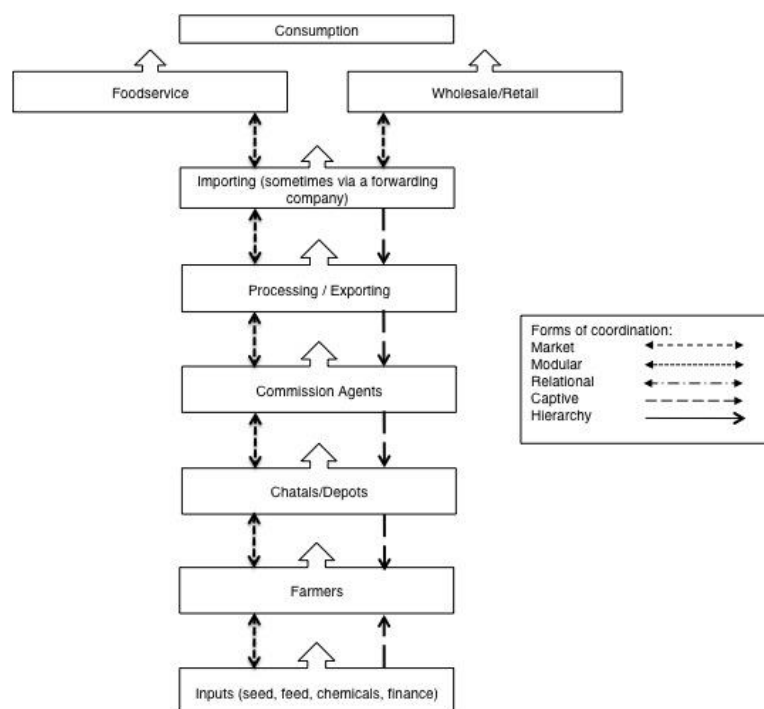 Consumption
Foodservice
Wholesale/Retail
Importing (sometimes via a forwarding
company)
Processing / Exporting
Commission Agents
Chatals/Depots
Farmers
Inputs (seed, feed, chemicals, finance)
Forms of coordination:
Market
Modular
Relational
Captive
Hierarchy